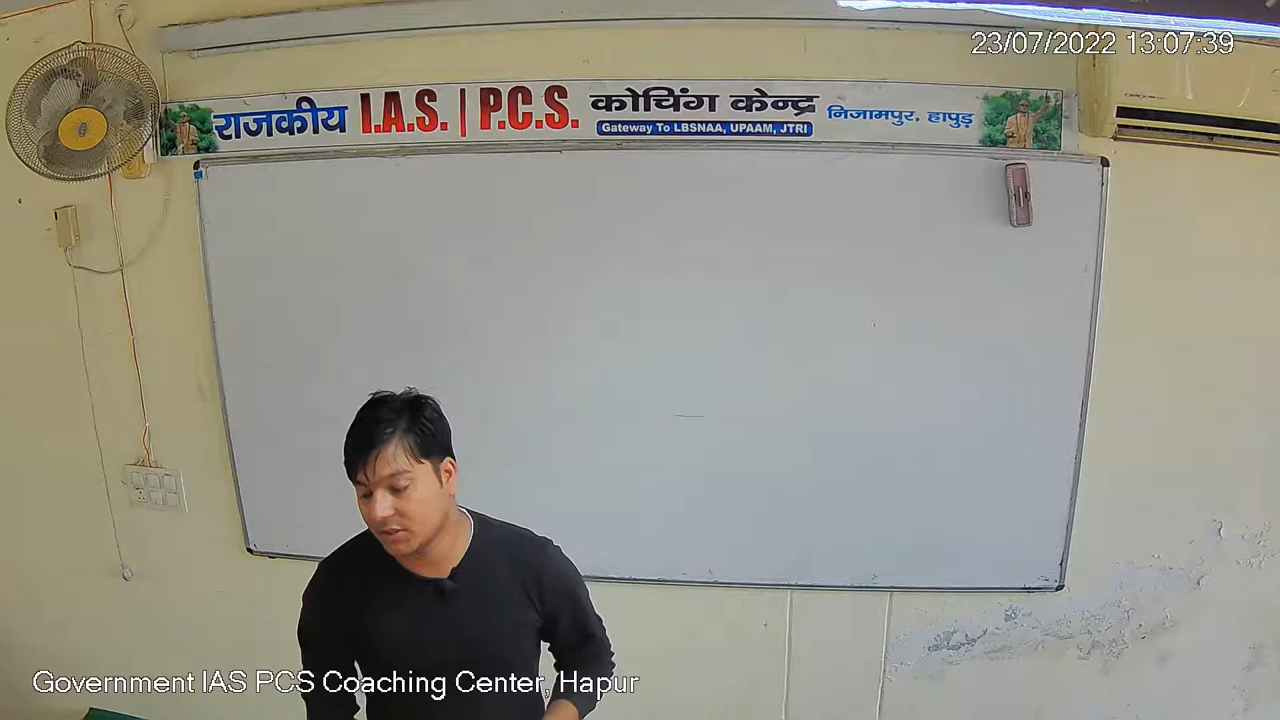 23/07/2022 13:07:39
राजकीय I.A.S. | P.C.S. कोचिंग केन्द्र निजामपुर, हापुड़
Gateway To LBSNAA, UPAAM, JTRI
Government IAS PCS Coaching Center, Hapur